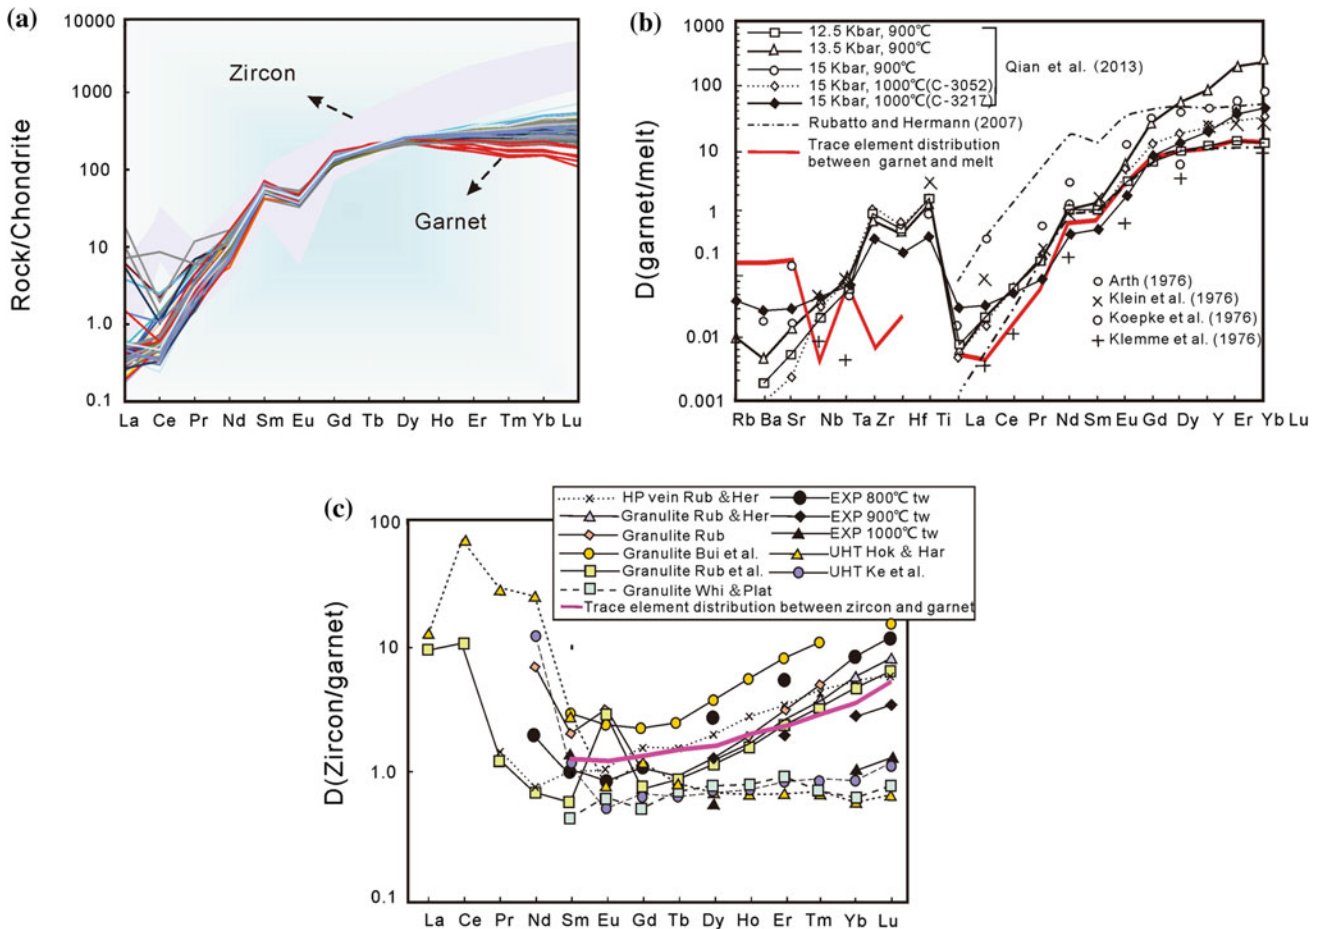 (a)
10000
1000
100
10
1.0
0.1
Rock/Chondrite
Zircon
Garnet
La Ce Pr Nd Sm Eu Gd Tb Dy Ho Er Tm Yb Lu
(b)
1000
100
10
1
0.1
0.01
0.001
D(garnet/melt)
12.5 Kbar, 900℃
13.5 Kbar, 900℃
15 Kbar, 900℃
15 Kbar, 1000℃(C-3052)
15 Kbar, 1000℃(C-3217)
Qian et al. (2013)
Rubatto and Hermann (2007)
Trace element distribution
between garnet and melt
Arth (1976)
Klein et al. (1976)
Koepke et al. (1976)
Klemme et al. (1976)
Rb Ba Sr Nb Ta Zr Hf Ti La Ce Pr Nd Sm Eu Gd Dy Y Er Yb Lu
(c)
100
10
1.0
0.1
D(Zircon/garnet)
HP vein Rub & Her
Granulite Rub & Her
Granulite Rub
Granulite Bui et al.
Granulite Rub et al.
Granulite Whi & Plat
EXP 800℃ tw
EXP 900℃ tw
EXP 1000℃ tw
UHT Hok & Har
UHT Ke et al.
Trace element distribution between zircon and garnet
La Ce Pr Nd Sm Eu Gd Tb Dy Ho Er Tm Yb Lu